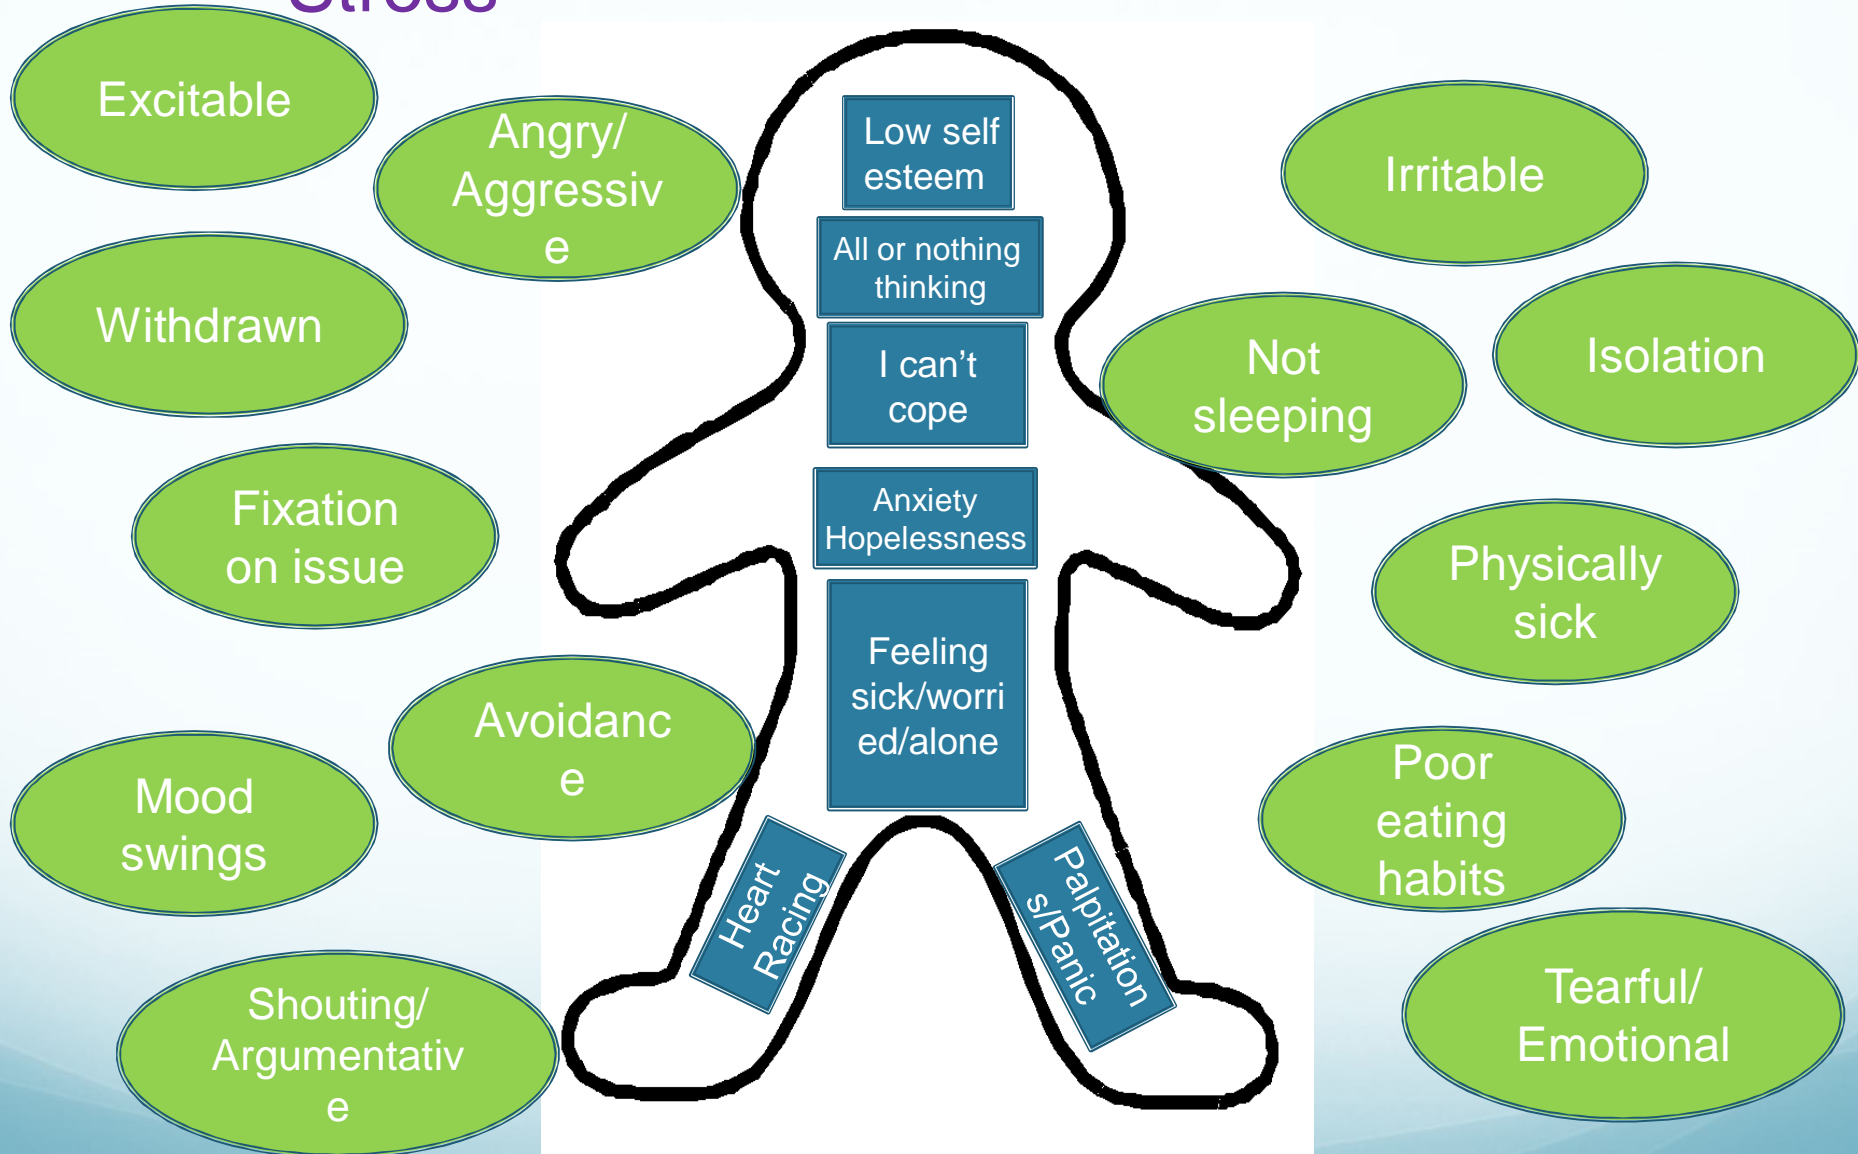 Stress
Excitable
Angry/
Aggressiv
e
Withdrawn
Fixation
on issue
Avoidanc
e
Mood
swings
Shouting/
Argumentativ
e
Low self
esteem
All or nothing
thinking
I can’t
cope
Anxiety
Hopelessness
Feeling
sick/worri
ed/alone
Heart
Racing
Palpitation
s/Panic
Irritable
Not
sleeping
Isolation
Physically
sick
Poor
eating
habits
Tearful/
Emotional